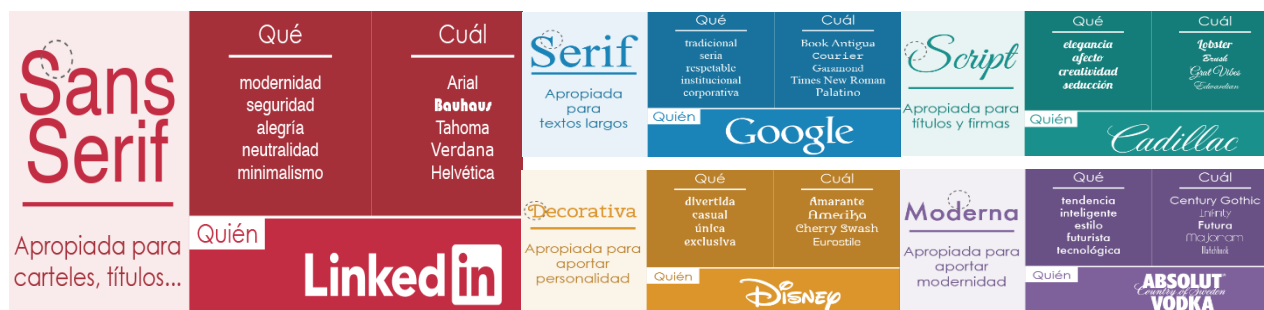 Sans
Serif
Apropiada para
carteles, títulos...
Qué
modernidad
seguridad
alegría
neutralidad
minimalismo
Cuál
Arial
Bauhaus
Tahoma
Verdana
Helvética
Quién
Linked in
Serif
Apropiada
para
textos largos
Qué
tradicional
seria
respetable
institucional
corporativa
Cuál
Book Antigua
Courier
Garamond
Times New Roman
Palatino
Quién
Google
Script
Apropiada para
títulos y firmas
Qué
elegancia
afecto
creatividad
seducción
Cuál
Lobster
Brush
Grat Vibes
Edwardian
Quién
Cadillac
Decorativa
Apropiada para
aportar
personalidad
Qué
divertida
casual
única
exclusiva
Cuál
Amarante
Amerika
Cherry Swash
Eurostile
Quién
Disney
Moderna
Apropiada para
aportar
modernidad
Qué
tendencia
inteligente
estilo
futurista
tecnológica
Cuál
Century Gothic
Infinity
Futura
Majoram
Matchbook
Quién
ABSOLUT
Country of Sweden
VODKA